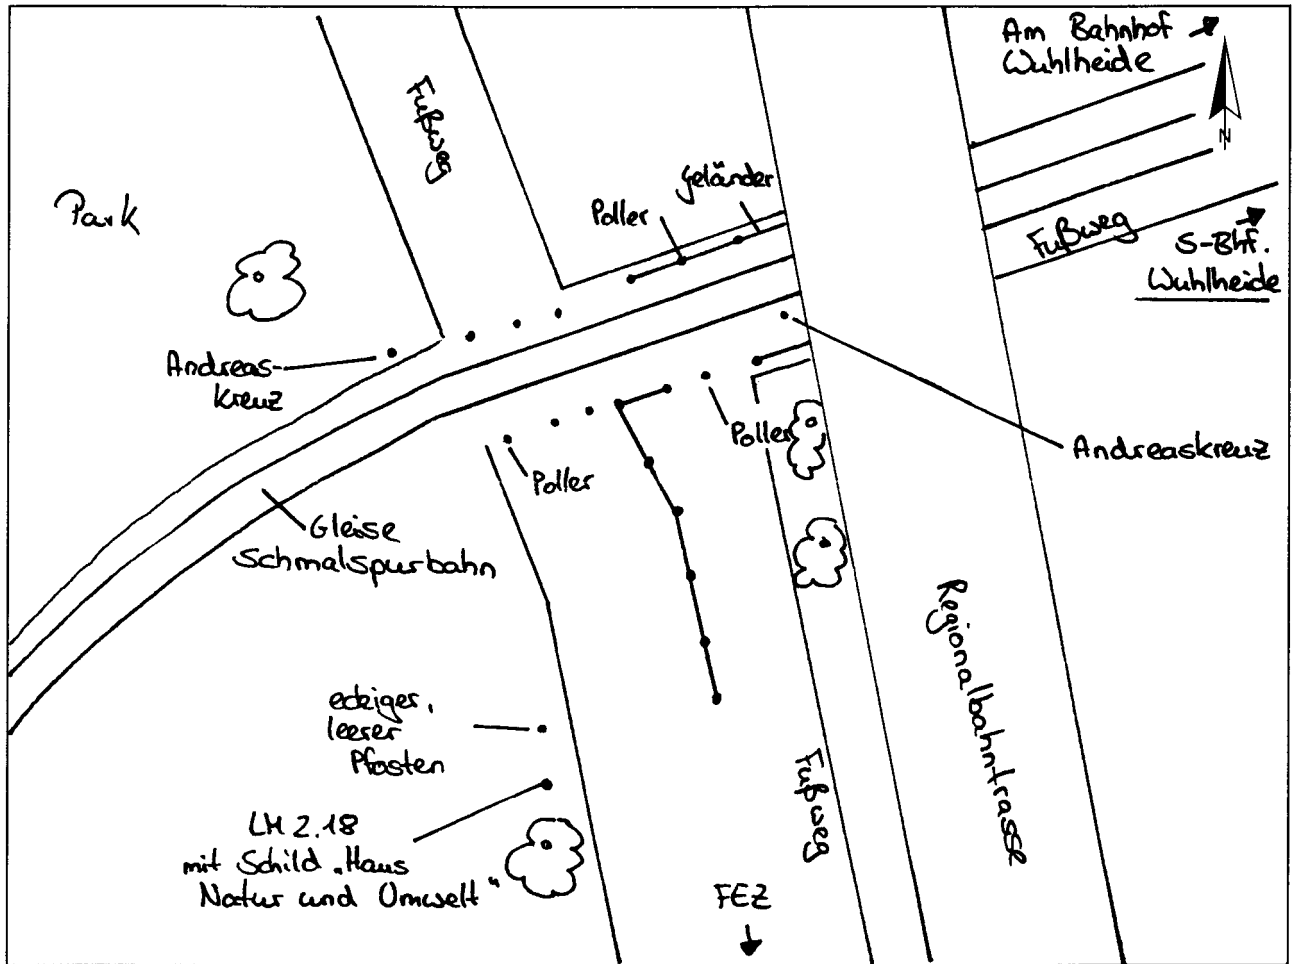 Am Bahnhof
Wuhlheide
N
Fußweg
Geländer
Poller
Park
Fußweg
S-Bhf.
Wuhlheide
Andreas-
kreuz
Poller
Andreaskreuz
Poller
Gleise
Schmalspurbahn
Regionalbahntrasse
eckiger,
leerer
Pfosten
Fußweg
LM 2.18
mit Schild „Haus
Natur und Umwelt"
FEZ